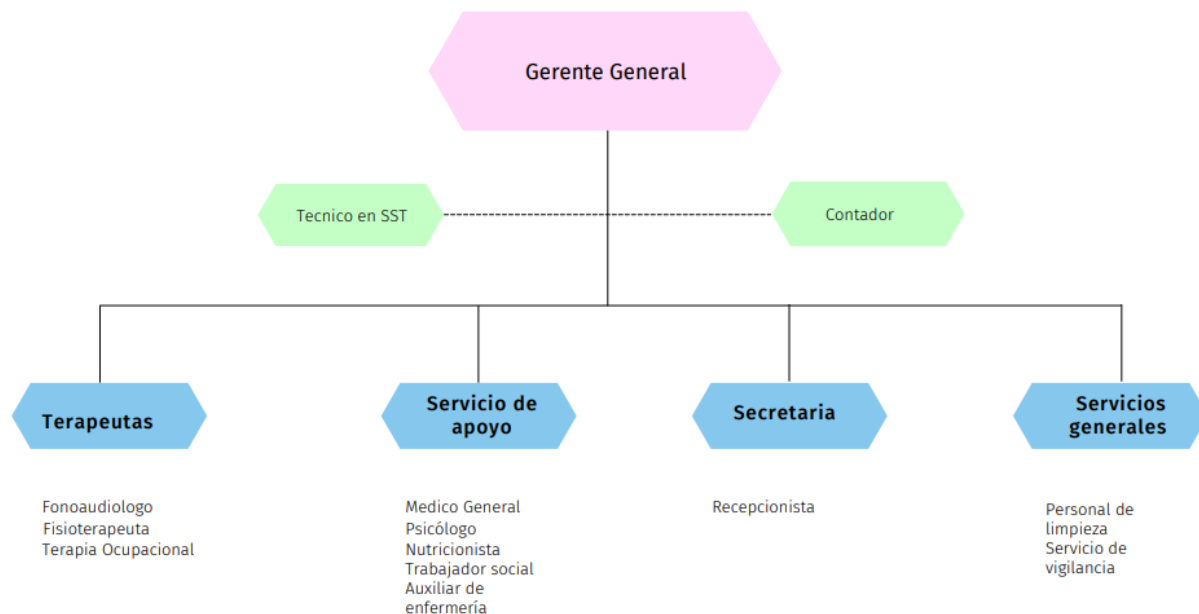 Gerente General
Tecnico en SST
Contador
Terapeutas
Servicio de
apoyo
Secretaria
Servicios
generales
Fonoaudiologo
Fisioterapeuta
Terapia Ocupacional
Medico General
Psicólogo
Nutricionista
Trabajador social
Auxiliar de
enfermería
Recepcionista
Personal de
limpieza
Servicio de
vigilancia